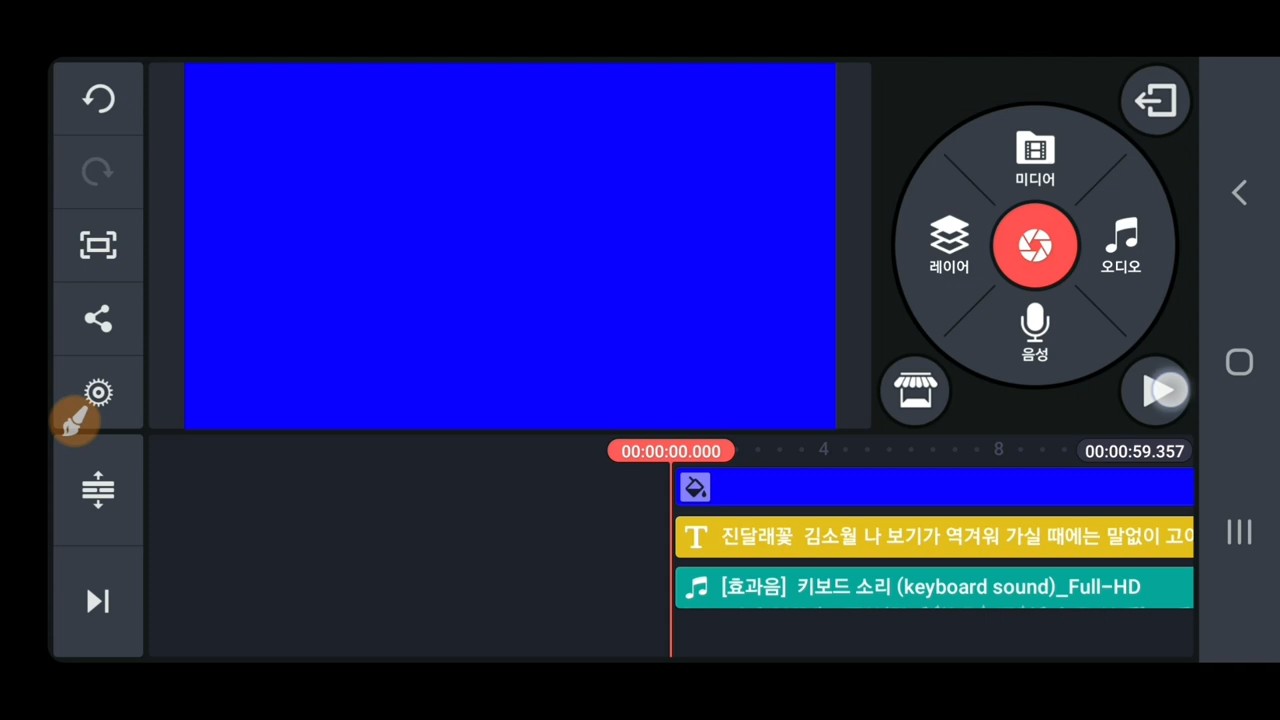 미디어
레이어
오디오
음성
00:00:00.000
4
8
00:00:59.357
진달래꽃 김소월 나 보기가 역겨워 가실 때에는 말없이 고이
[효과음] 키보드 소리 (keyboard sound)_Full-HD